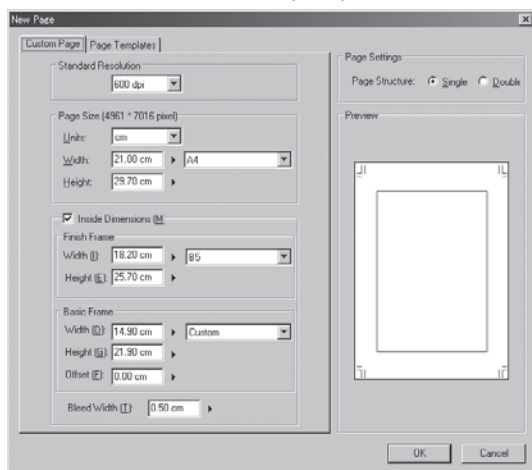 New Page
Custom Page
Page Templates
Standard Resolution
600 dpi
Page Size (4961 * 7016 pixel)
Units:
cm
Width:
21.00 cm
A4
Height:
29.70 cm
Inside Dimensions (M
Finish Frame
Width (I):
18.20 cm
B5
Height (E):
25.70 cm
Basic Frame
Width (D):
14.90 cm
Custom
Height (G):
21.90 cm
Offset (F):
0.00 cm
Bleed Width (T):
0.50 cm
Page Settings
Page Structure:
Single
Double
Preview
OK
Cancel